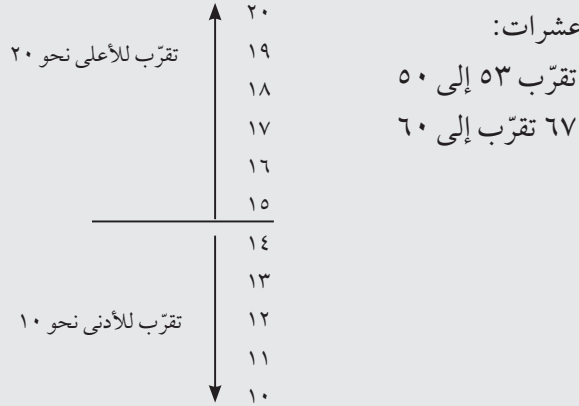 عشرات:
تقرّب ٥٣ إلى ٥٠
٦٧ تقرّب إلى ٦٠
٢٠
١٩
تقرّب للأعلى نحو ٢٠
١٨
١٧
١٦
١٥
١٤
١٣
١٢
تقرّب للأدنى نحو ١٠
١١
١٠